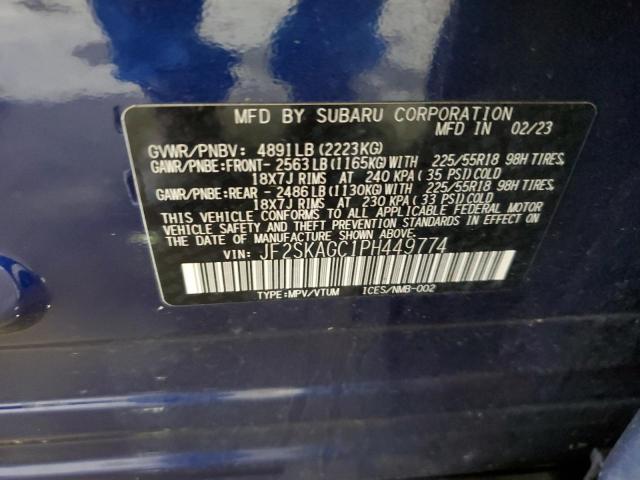 MFD BY SUBARU CORPORATION
MFD IN 02/23
GVWR/PNBV: 4891LB (2223KG)
GAWR/PNBE:FRONT- 2563LB (1165KG)WITH 225/55R18 98H TIRES,
18X7J RIMS AT 240 KPA ( 35 PSI) COLD
GAWR/PNBE:REAR - 2486LB (1130KG)WITH 225/55R18 98H TIRES,
18X7J RIMS AT 230 KPA ( 33 PSI) COLD
THIS VEHICLE CONFORMS TO ALL APPLICABLE FEDERAL MOTOR
VEHICLE SAFETY AND THEFT PREVENTION STANDARDS IN EFFECT
ON THE DATE OF MANUFACTURE SHOWN ABOVE.
VIN: JF2SKAGC1PH449774
TYPE:MPV/VTUM ICES/NMB-002